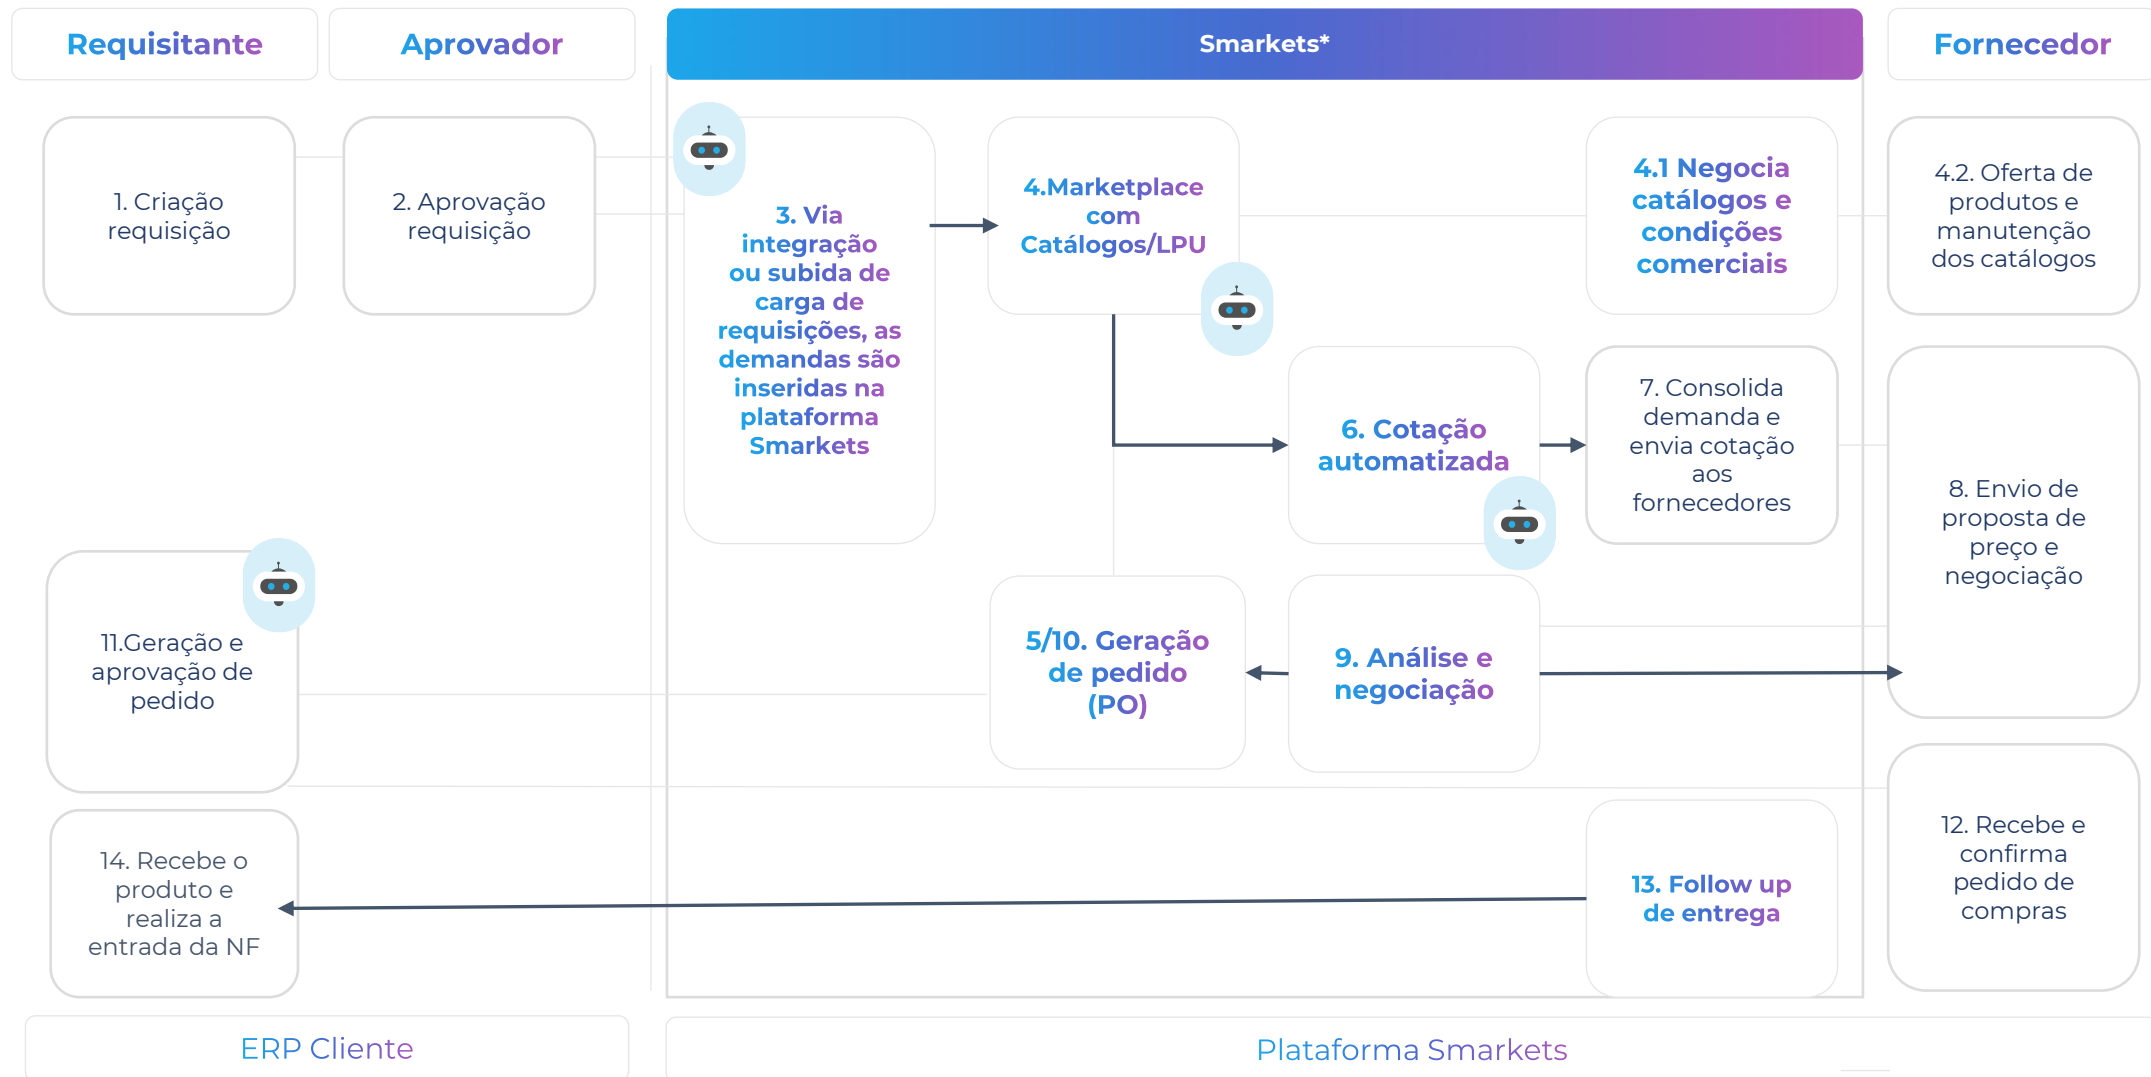 Requisitante
Aprovador
Smarkets*
Fornecedor
1. Criação
requisição
2. Aprovação
requisição
3. Via
integração
ou subida de
carga de
requisições, as
demandas são
inseridas na
plataforma
Smarkets
4.Marketplace
com
Catálogos/LPU
4.1 Negocia
catálogos e
condições
comerciais
4.2. Oferta de
produtos e
manutenção
dos catálogos
6. Cotação
automatizada
7. Consolida
demanda e
envia cotação
aos
fornecedores
8. Envio de
proposta de
preço e
negociação
11.Geração e
aprovação de
pedido
5/10. Geração
de pedido
(PO)
9. Análise e
negociação
14. Recebe o
produto e
realiza a
entrada da NF
13. Follow up
de entrega
12. Recebe e
confirma
pedido de
compras
ERP Cliente
Plataforma Smarkets